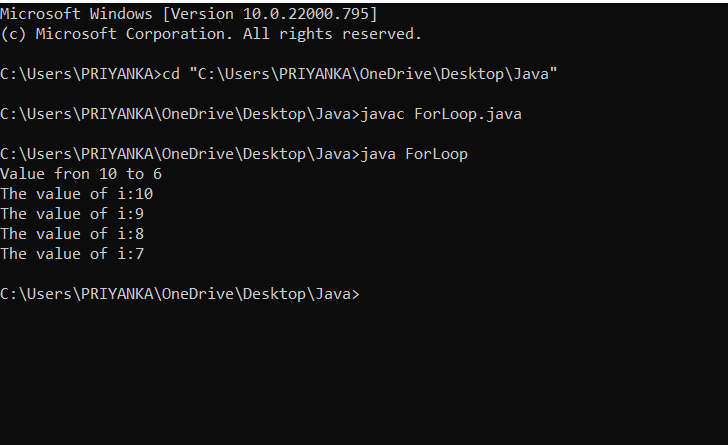 Microsoft Windows [Version 10.0.22000.795]
(c) Microsoft Corporation. All rights reserved.
C:\Users\PRIYANKA>cd "C:\Users\PRIYANKA\OneDrive\Desktop\Java"
C:\Users\PRIYANKA\OneDrive\Desktop\Java>javac ForLoop.java
C:\Users\PRIYANKA\OneDrive\Desktop\Java>java ForLoop
Value fron 10 to 6
The value of i:10
The value of i:9
The value of i:8
The value of i:7
C:\Users\PRIYANKA\OneDrive\Desktop\Java>